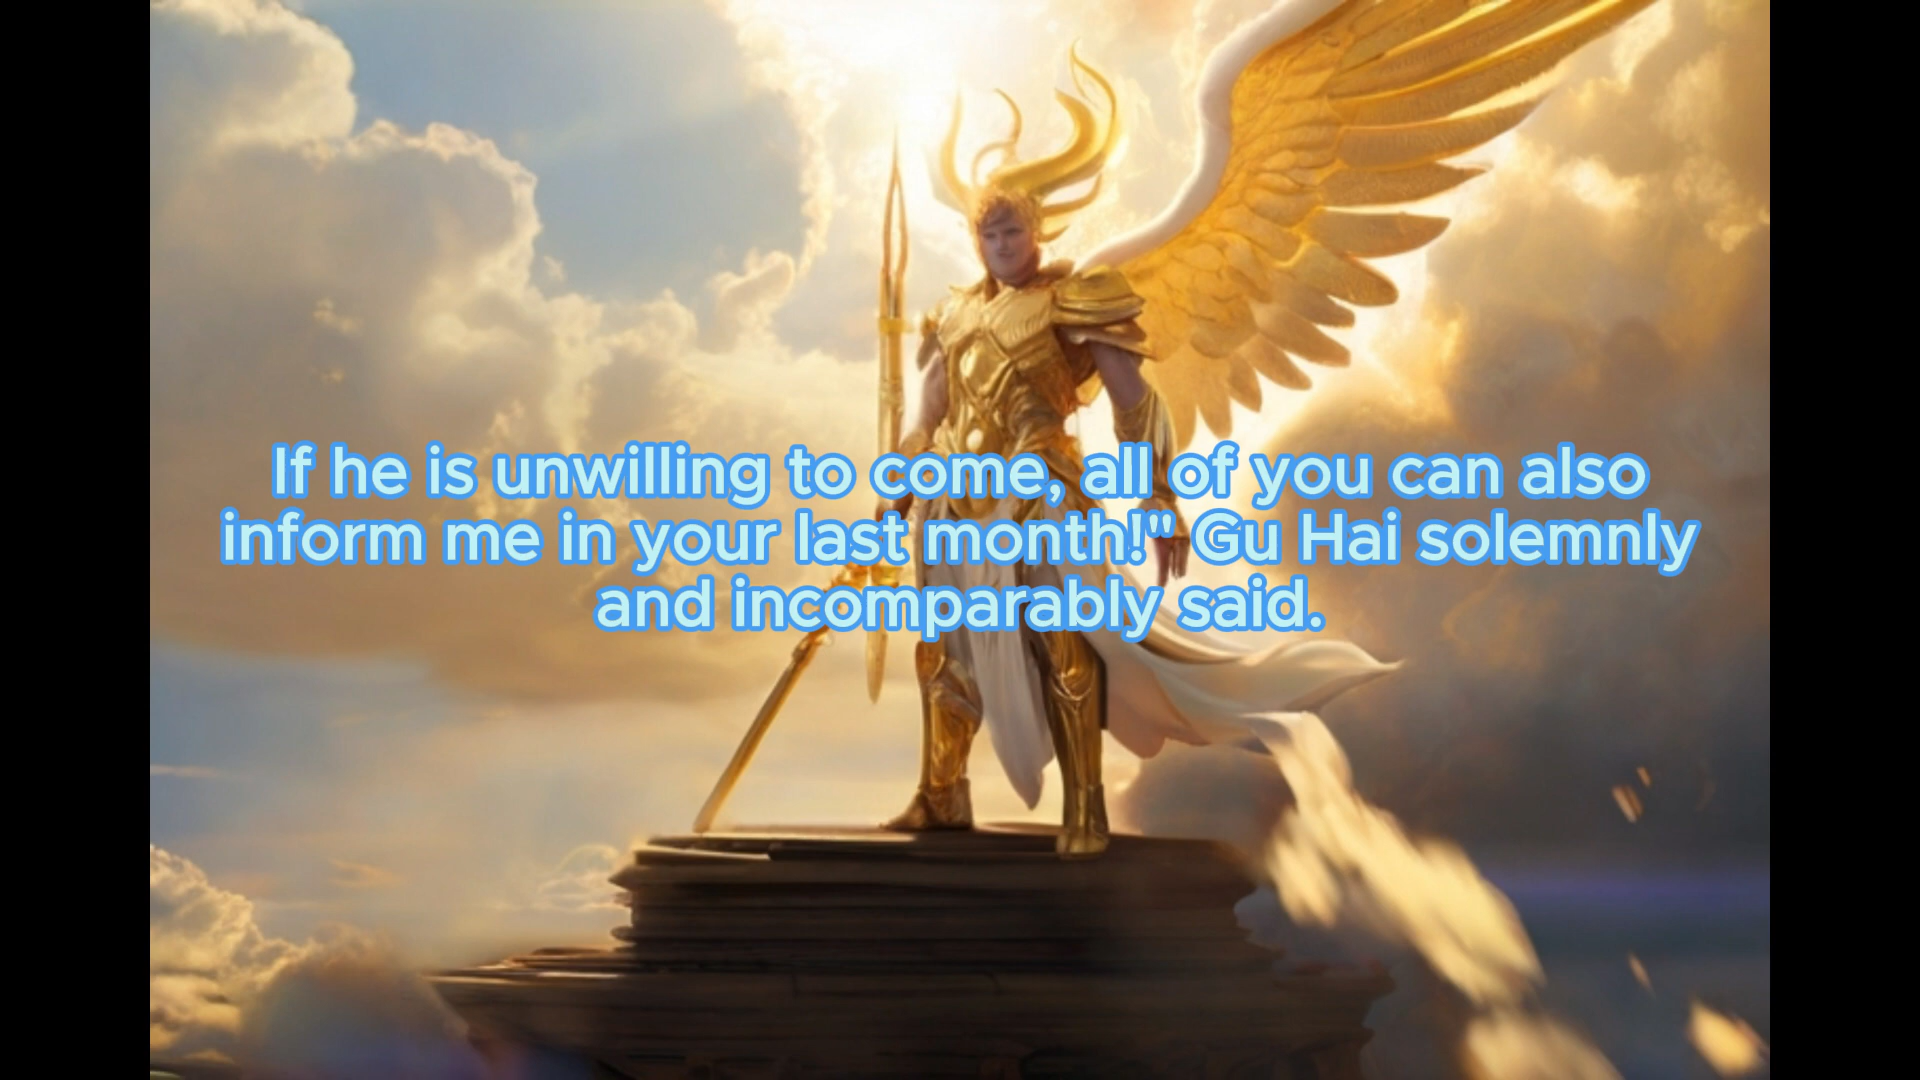 If he is unwilling to come, all of you can also
inform me in your last month!" Gu Hai solemnly
and incomparably said.